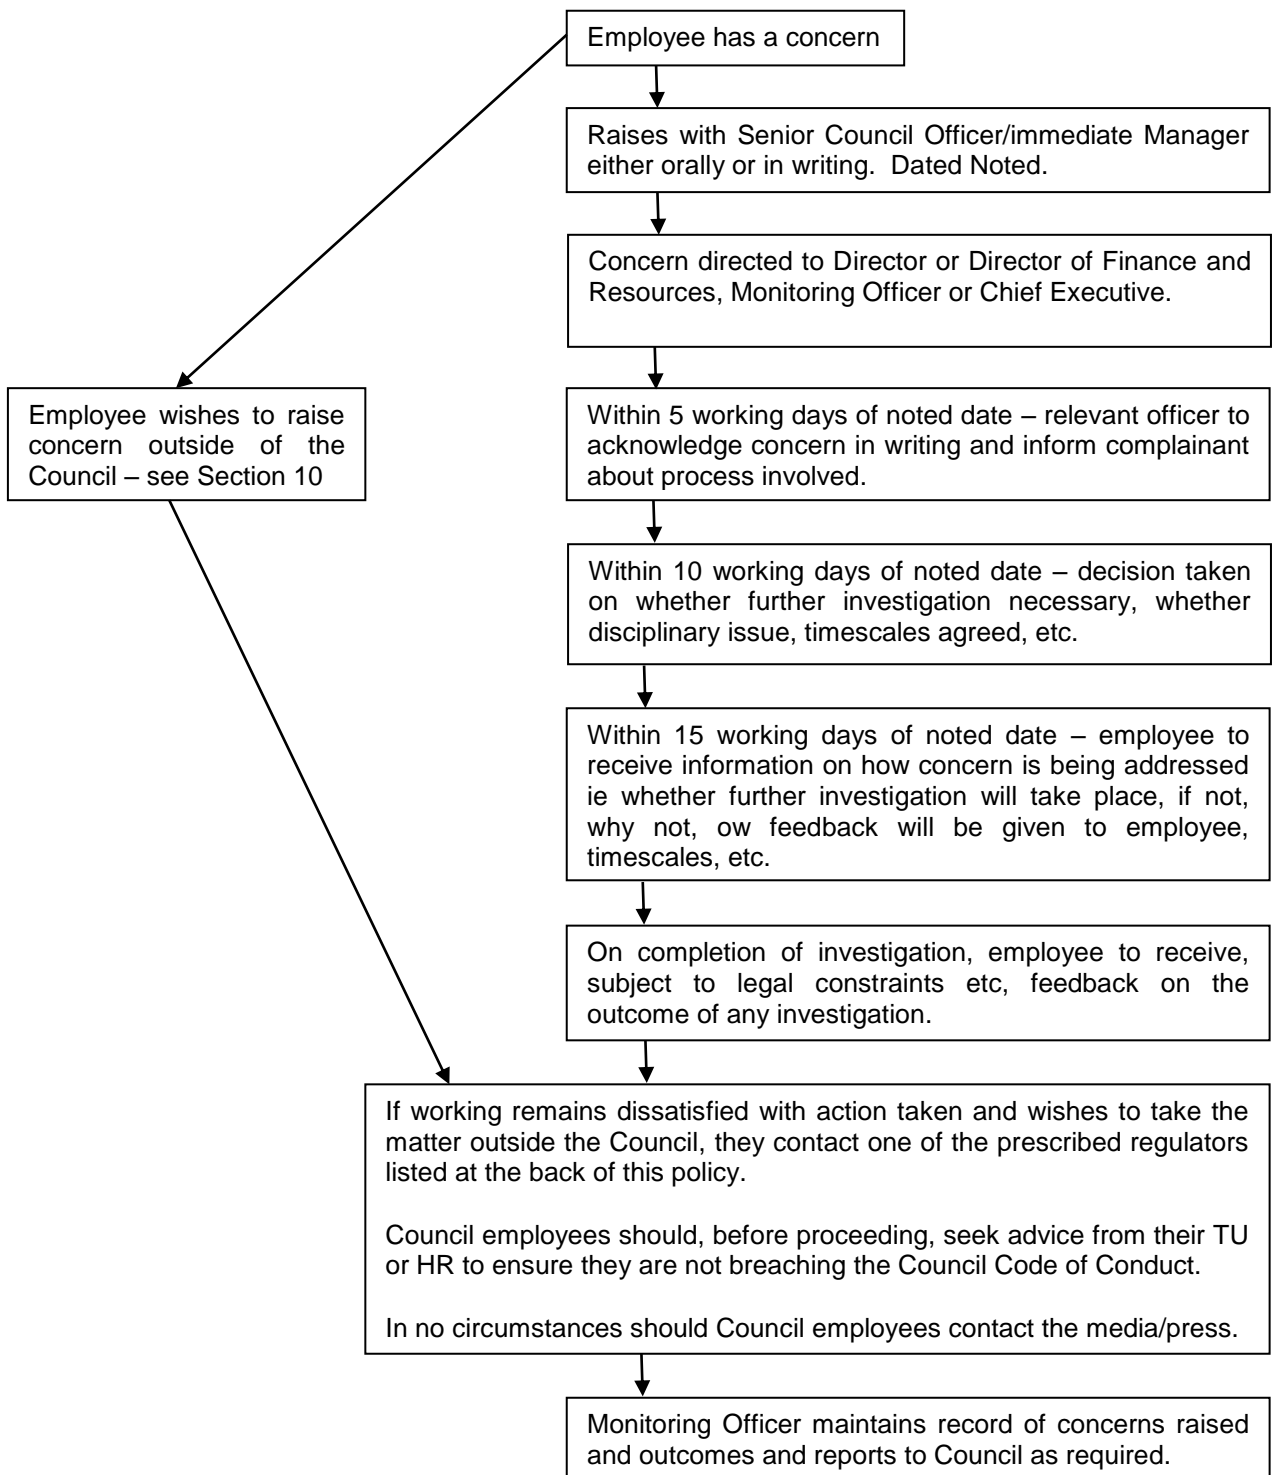 Employee has a concern
Raises with Senior Council Officer/immediate Manager
either orally or in writing.  Dated Noted.
Concern directed to Director or Director of Finance and
Resources, Monitoring Officer or Chief Executive.
Employee wishes to raise
concern outside of the
Council – see Section 10
Within 5 working days of noted date – relevant officer to
acknowledge concern in writing and inform complainant
about process involved.
Within 10 working days of noted date – decision taken
on whether further investigation necessary, whether
disciplinary issue, timescales agreed, etc.
Within 15 working days of noted date – employee to
receive information on how concern is being addressed
ie whether further investigation will take place, if not,
why not, ow feedback will be given to employee,
timescales, etc.
On completion of investigation, employee to receive,
subject to legal constraints etc, feedback on the
outcome of any investigation.
If working remains dissatisfied with action taken and wishes to take the
matter outside the Council, they contact one of the prescribed regulators
listed at the back of this policy.
Council employees should, before proceeding, seek advice from their TU
or HR to ensure they are not breaching the Council Code of Conduct.
In no circumstances should Council employees contact the media/press.
Monitoring Officer maintains record of concerns raised
and outcomes and reports to Council as required.